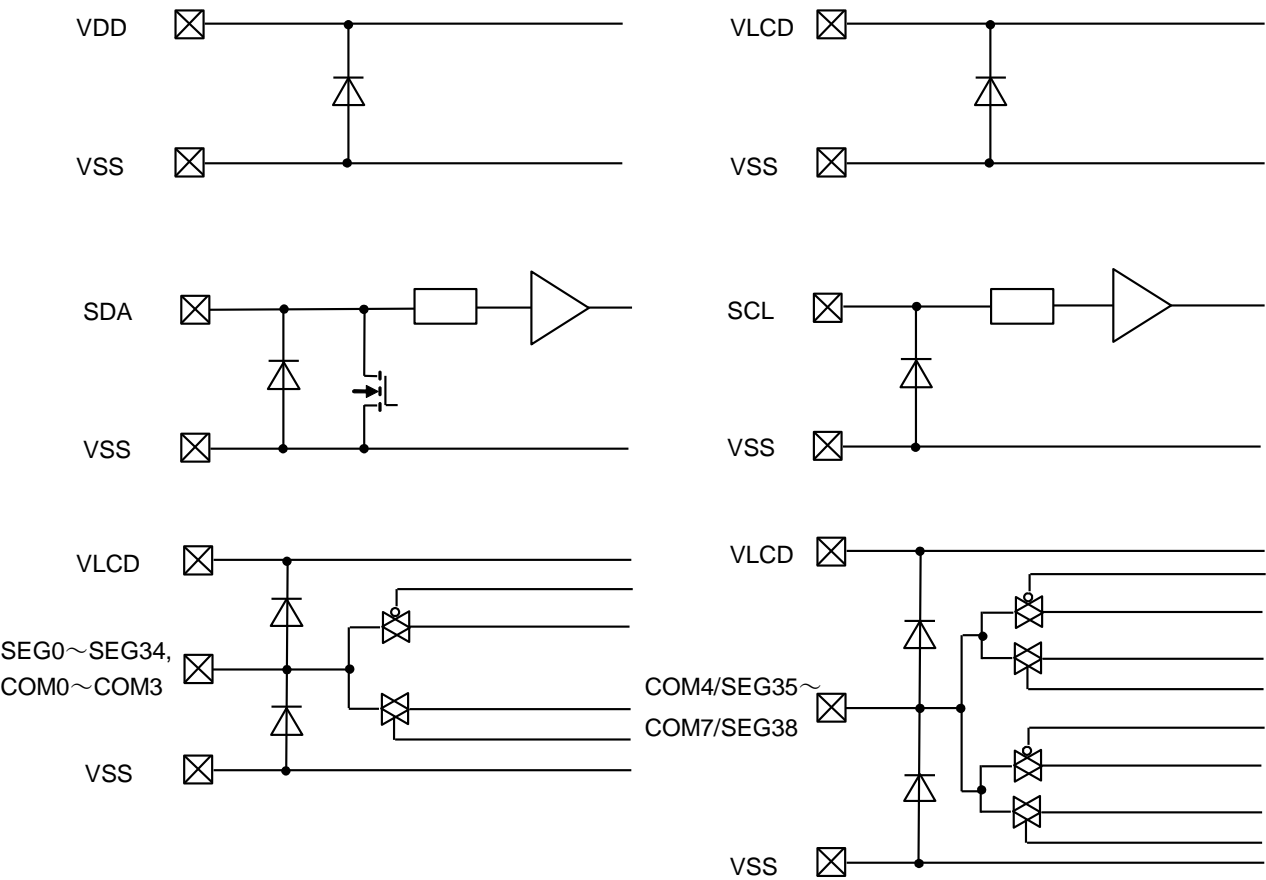 VDD
VSS
VLCD
VSS
SDA
VSS
SCL
VSS
VLCD
SEG0～SEG34,
COM0～COM3
VSS
VLCD
COM4/SEG35～
COM7/SEG38
VSS